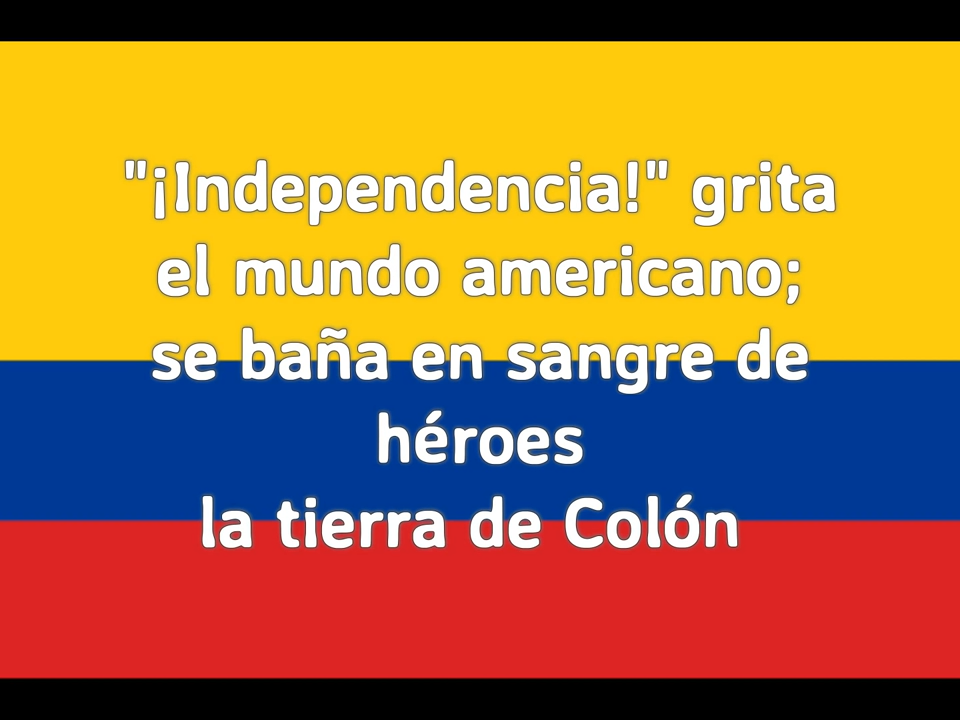 "¡Independencia!" grita
el mundo americano;
se baña en sangre de
héroes
la tierra de Colón